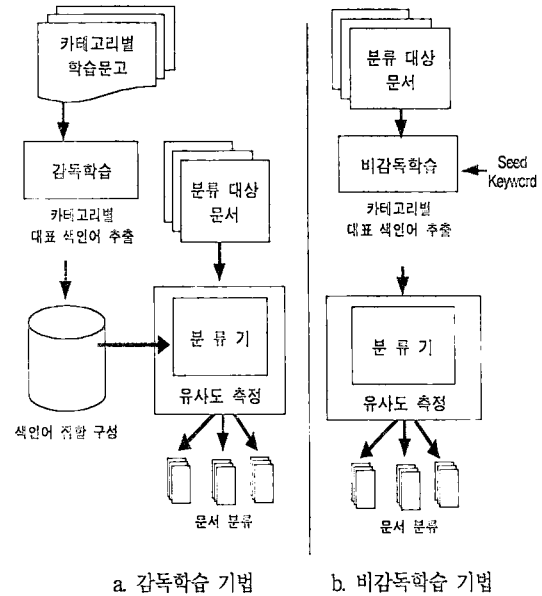 카테고리별
학습문고
감독학습
카테고리별
대표 색인어 추출
분류 대상
문서
분 류 기
유사도 측정
색인어 집합 구성
문서 분류
a. 감독학습 기법
분류 대상
문서
비감독학습
Seed
Keyword
카테고리별
대표 색인어 추출
분 류 기
유사도 측정
문서 분류
b. 비감독학습 기법